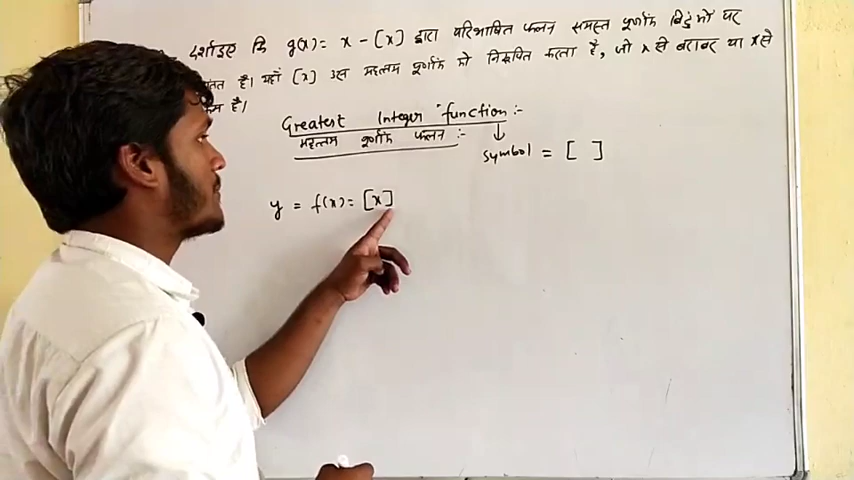 दर्शाइए कि g(x) = x - [x] द्वारा परिभाषित फलन समस्त पूर्णांक बिंदुओं पर
है। यहाँ [x] उस महत्तम पूर्णांक को निरूपित करता है, जो x से बराबर या x से
कम है।
Greatest Integer function :-
महत्तम पूर्णांक फलन :-
↓
symbol = [ ]
y = f(x) = [x]